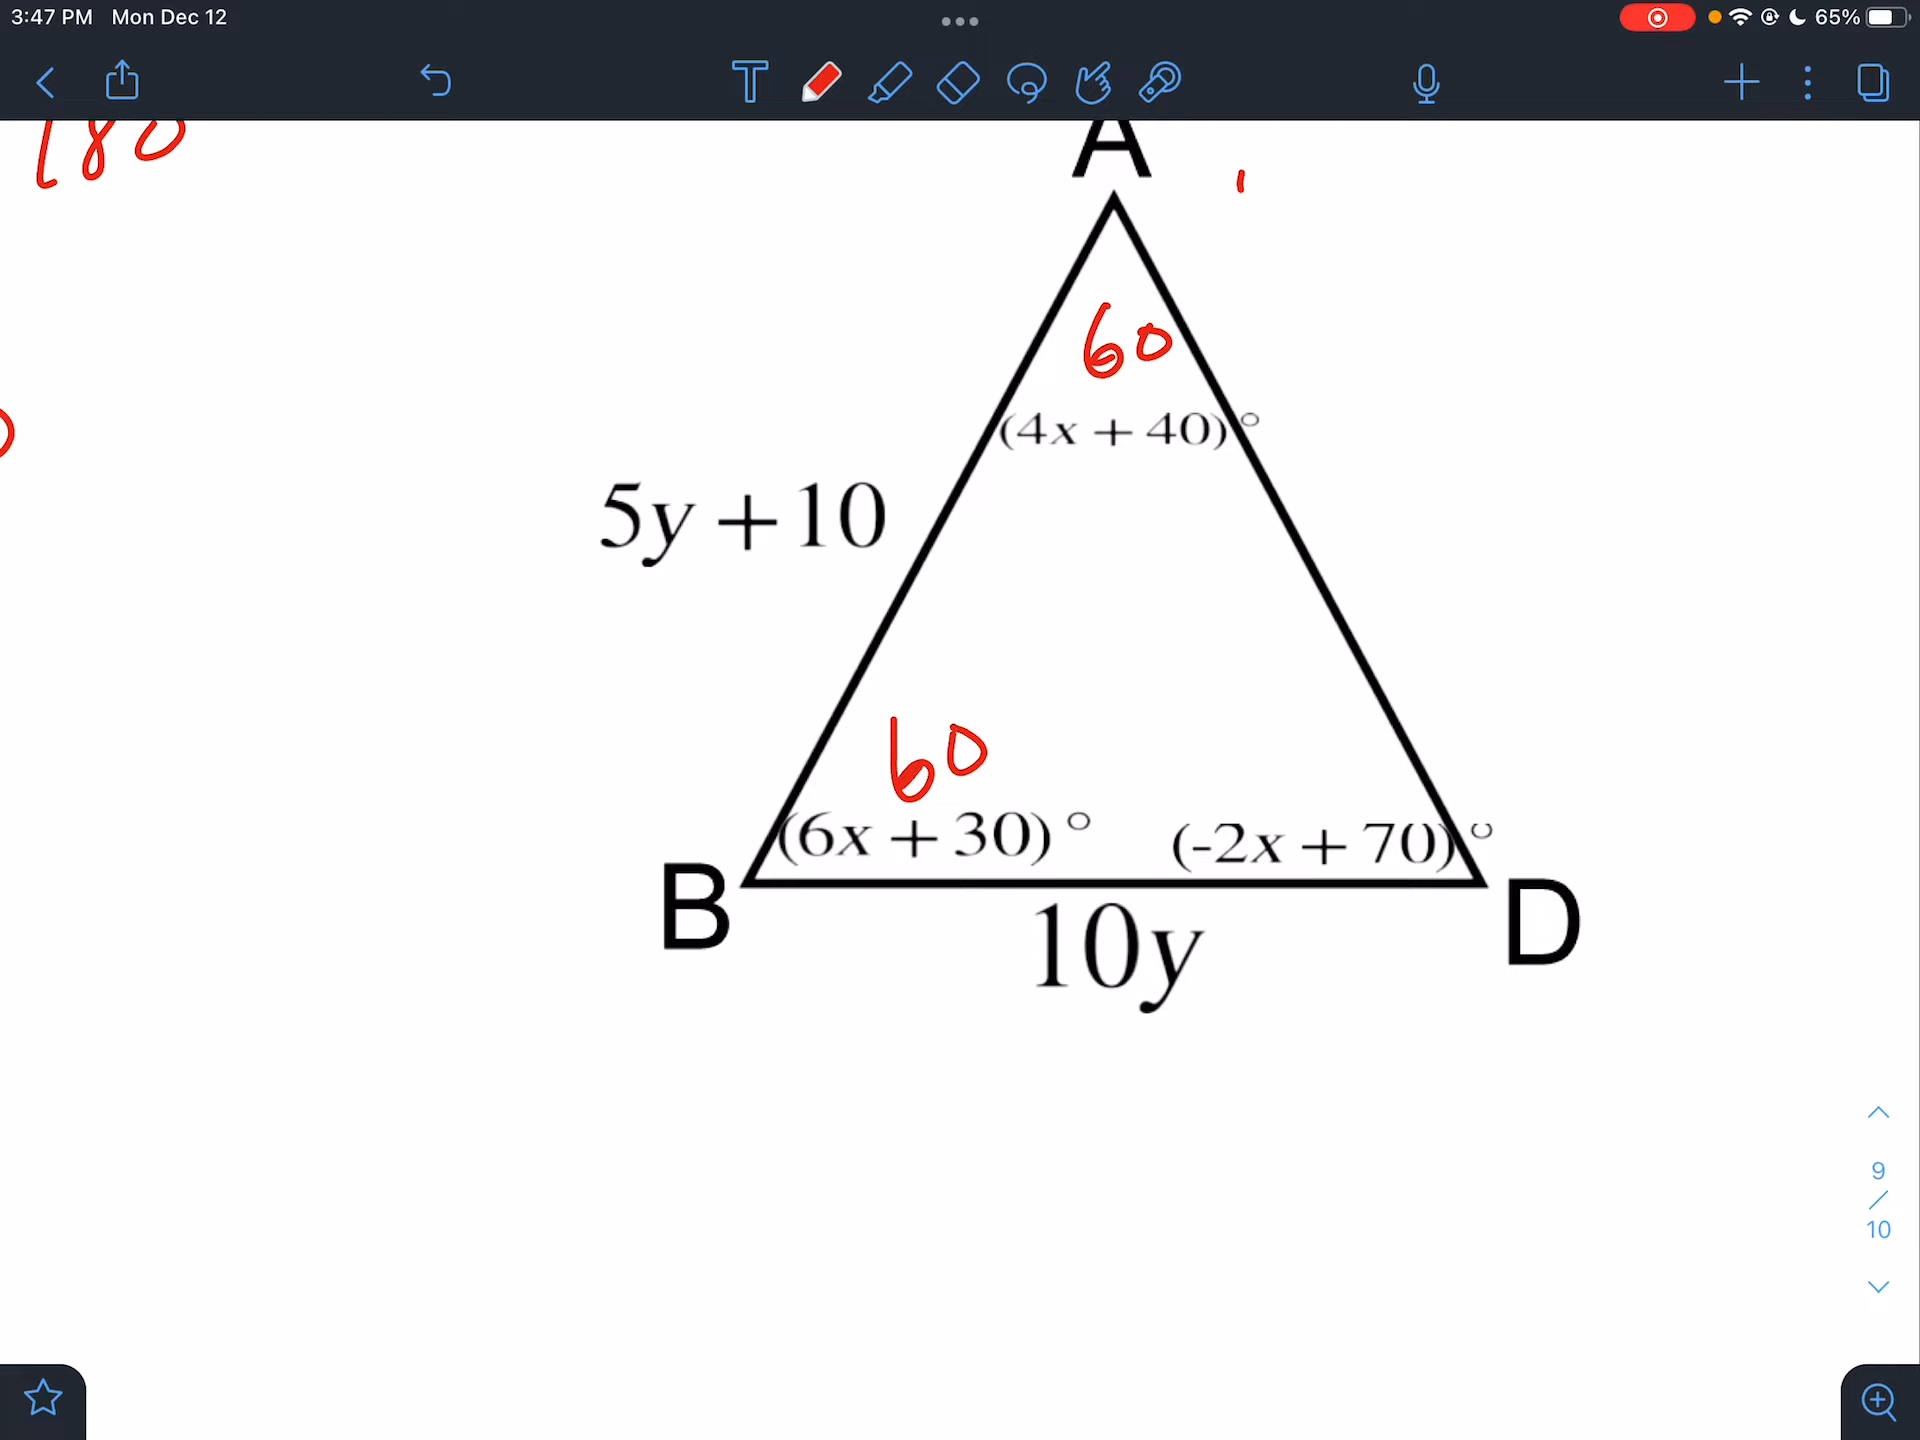 3:47 PM Mon Dec 12
65%
180
A
60
(4x + 40)°
5y + 10
60
(6x + 30)° (-2x + 70)°
B D
10y
9
/
10